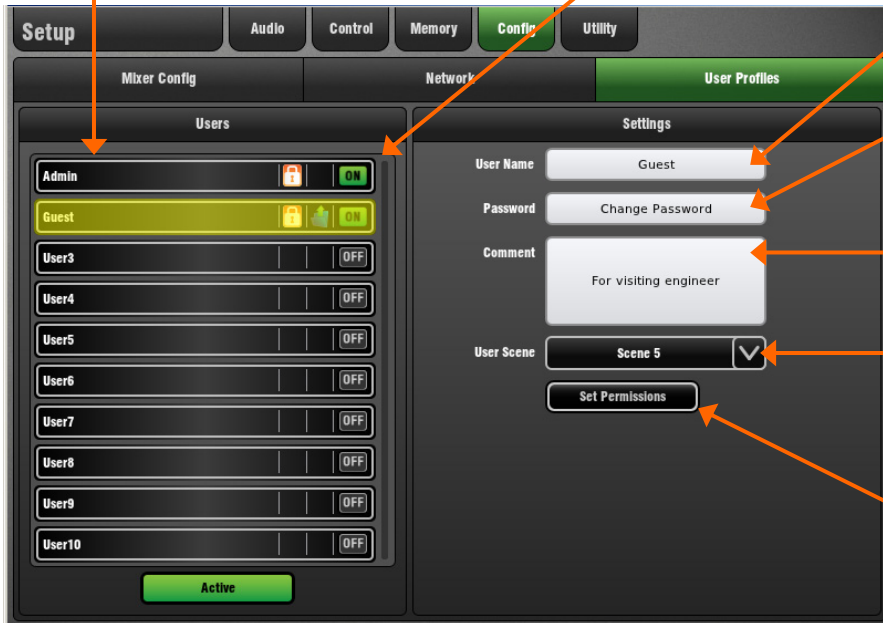 Setup
Audio
Control
Memory
Config
Utility
Mixer Config
Network
User Profiles
Users
Admin
ON
Guest
ON
User3
OFF
User4
OFF
User5
OFF
User6
OFF
User7
OFF
User8
OFF
User9
OFF
User10
OFF
Active
Settings
User Name
Guest
Password
Change Password
Comment
For visiting engineer
User Scene
Scene 5
Set Permissions